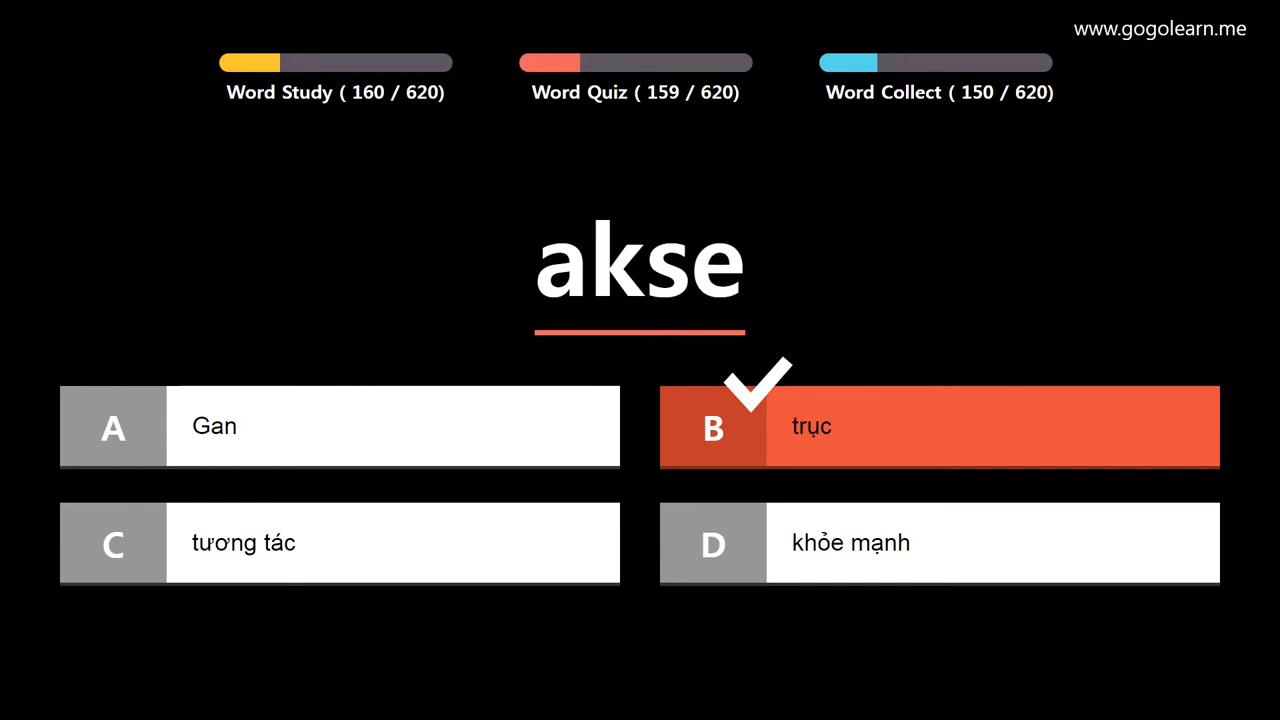 www.gogolearn.me
Word Study ( 160 / 620)
Word Quiz ( 159 / 620)
Word Collect ( 150 / 620)
akse
A Gan
B trục
C tương tác
D khỏe mạnh